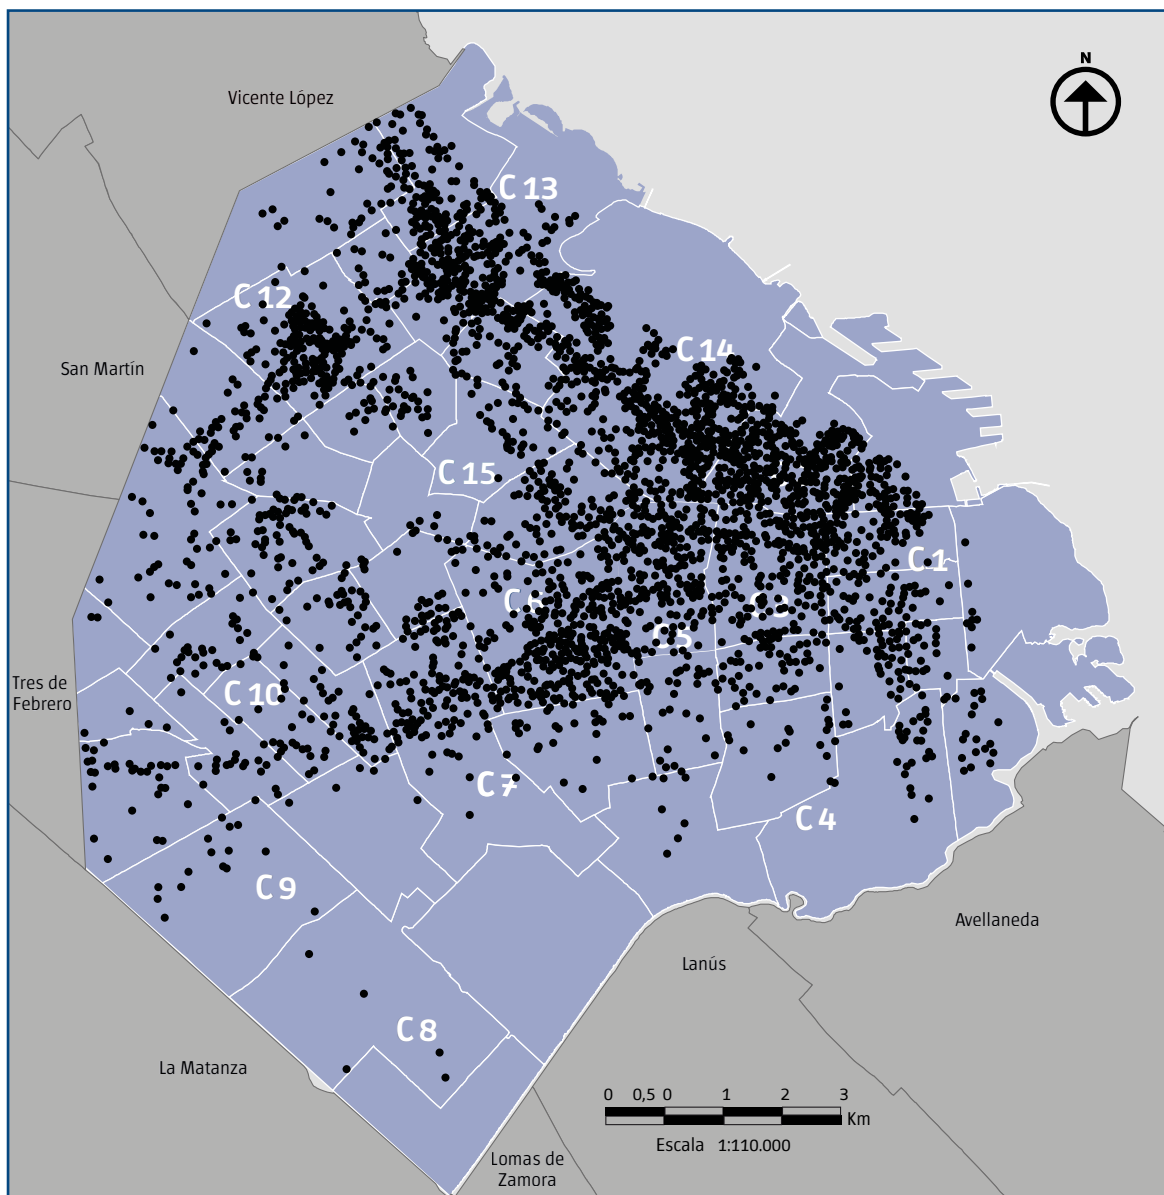 N
Vicente López
C 13
C 12
C 14
San Martín
C 15
C 1
C 5
Tres de
Febrero
C 10
C 7
C 4
C 9
Avellaneda
Lanús
C 8
La Matanza
0 0,5 0 1 2 3
Km
Escala 1:110.000
Lomas de
Zamora